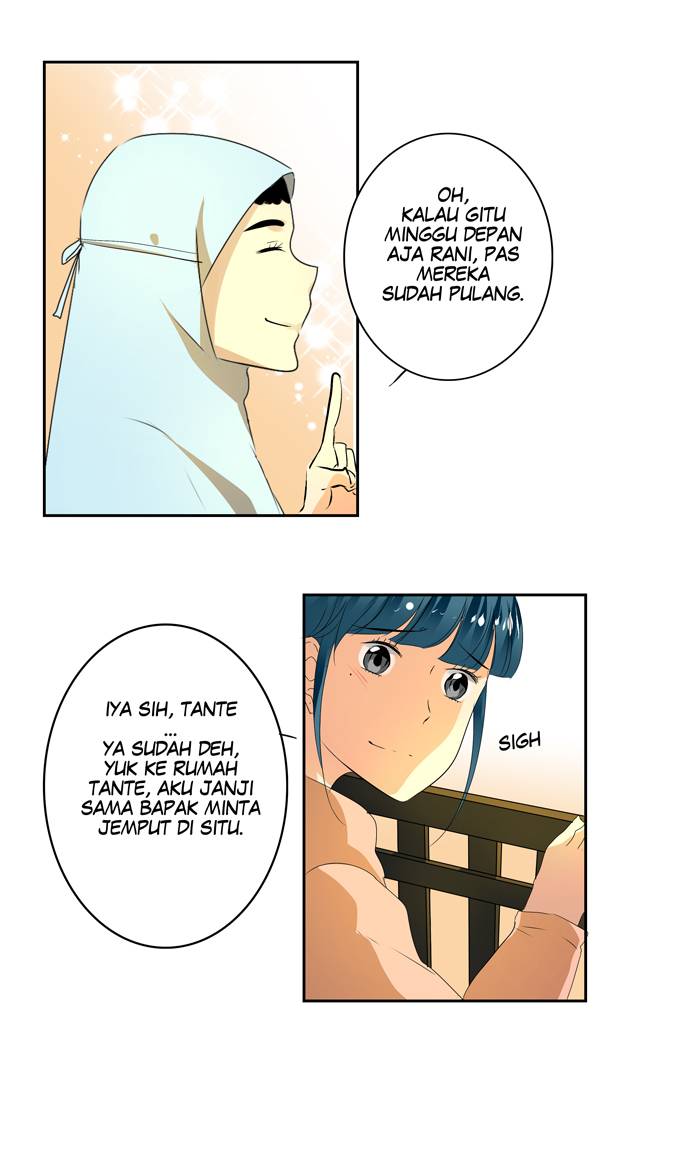 OH,
KALAU GITU
MINGGU DEPAN
AJA RANI, PAS
MEREKA
SUDAH PULANG.
IYA SIH, TANTE
...
YA SUDAH DEH,
YUK KE RUMAH
TANTE, AKU JANJI
SAMA BAPAK MINTA
JEMPUT DI SITU.
SIGH